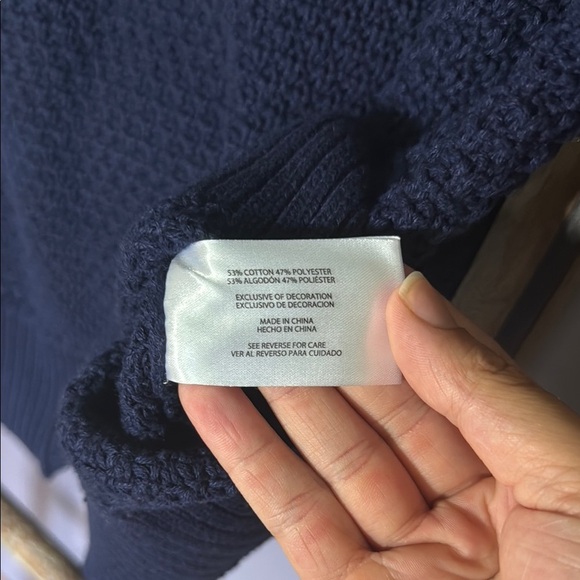 53% COTTON 47% POLYESTER
53% ALGODÓN 47% POLIÉSTER
EXCLUSIVE OF DECORATION
EXCLUSIVO DE DECORACION
MADE IN CHINA
HECHO EN CHINA
SEE REVERSE FOR CARE
VER AL REVERSO PARA CUIDADO